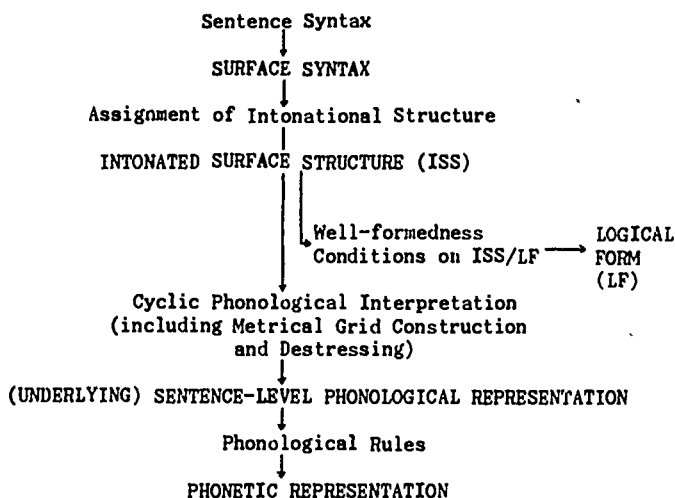 Sentence Syntax
SURFACE SYNTAX
Assignment of Intonational Structure
INTONATED SURFACE STRUCTURE (ISS)
Well-formedness
Conditions on ISS/LF
LOGICAL
FORM
(LF)
Cyclic Phonological Interpretation
(including Metrical Grid Construction
and Destressing)
(UNDERLYING) SENTENCE-LEVEL PHONOLOGICAL REPRESENTATION
Phonological Rules
PHONETIC REPRESENTATION